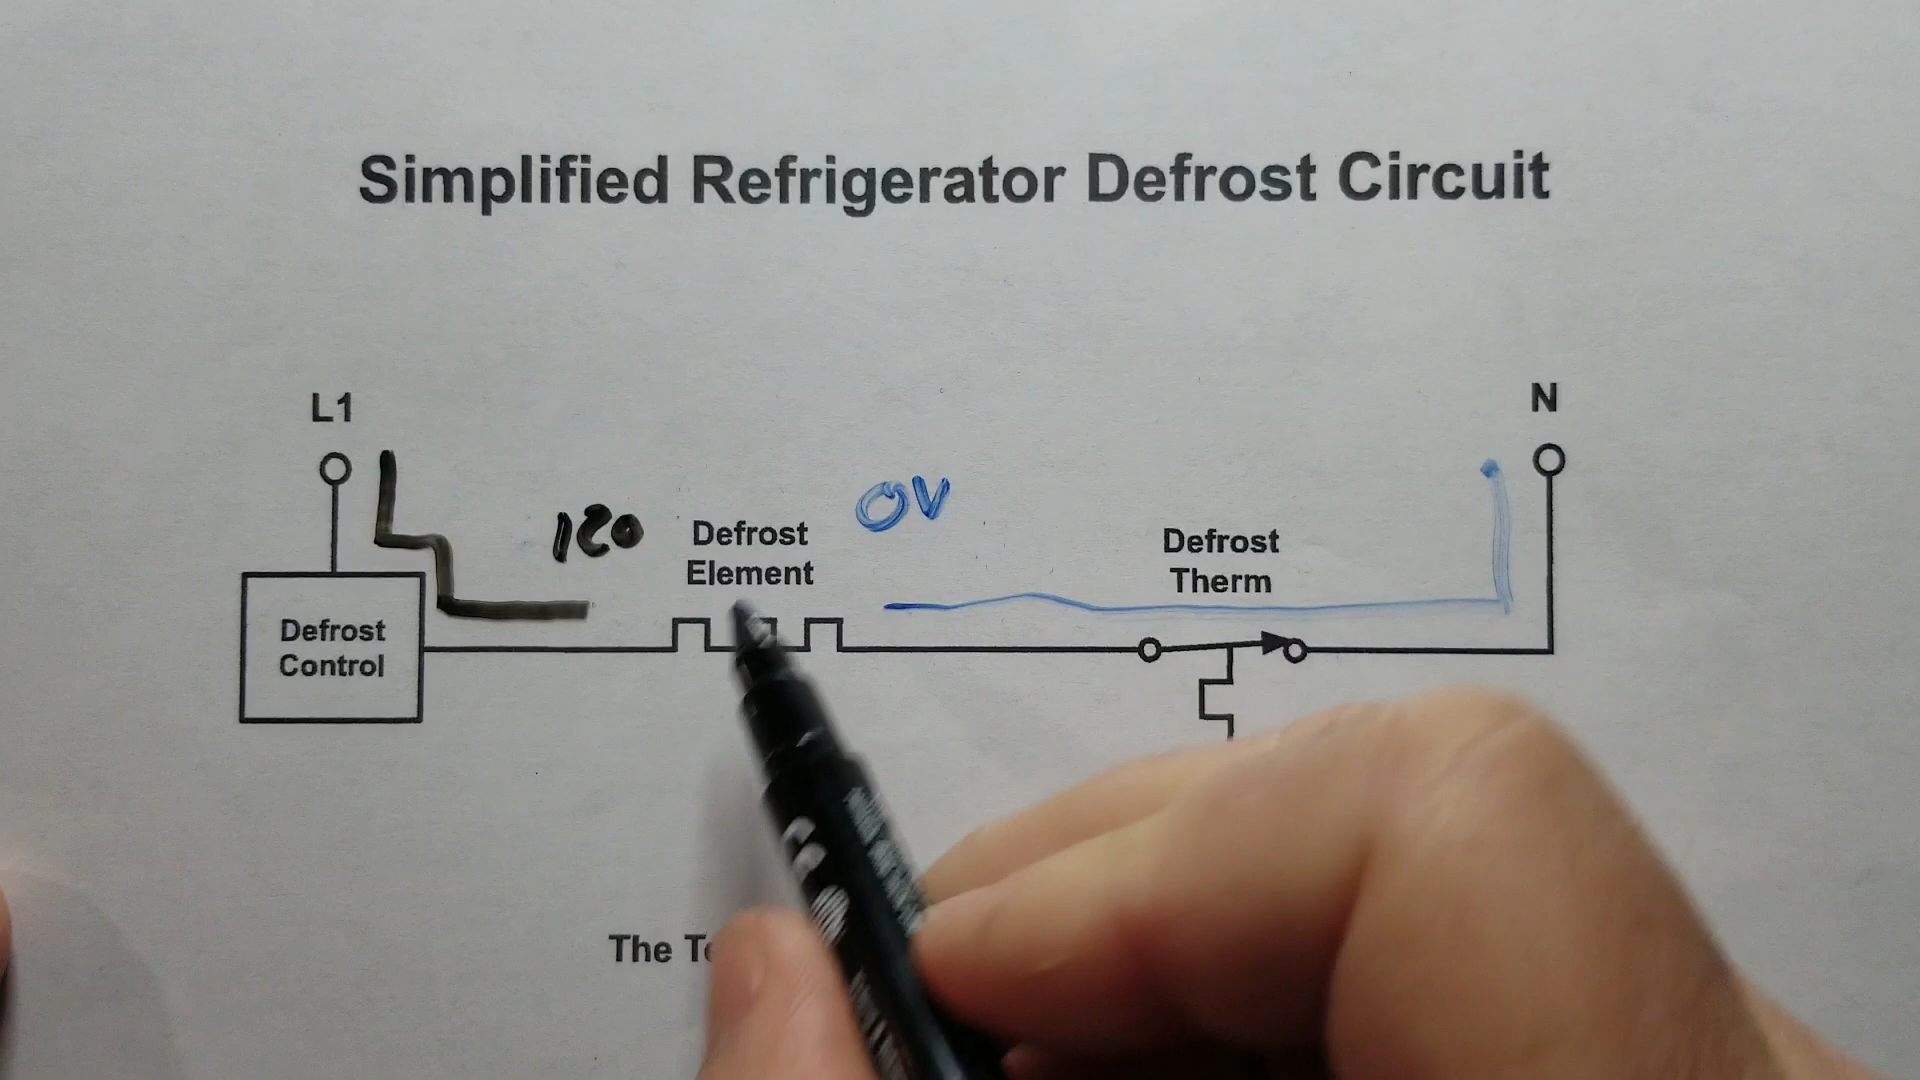 Simplified Refrigerator Defrost Circuit
L1
N
120
Defrost
Element
0V
Defrost
Therm
Defrost
Control
The